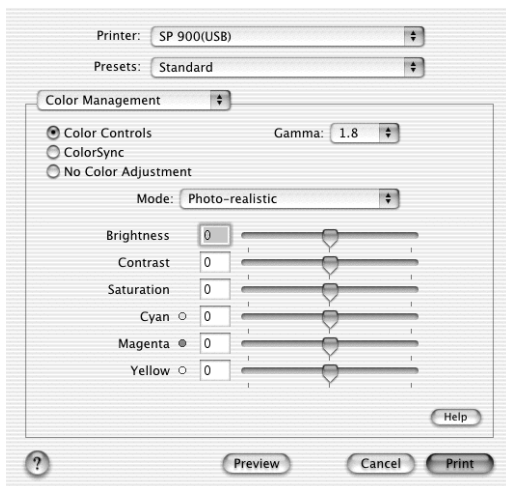 Printer: SP 900(USB)
Presets: Standard
Color Management
Color Controls Gamma: 1.8
ColorSync
No Color Adjustment
Mode: Photo-realistic
Brightness 0
Contrast 0
Saturation 0
Cyan 0
Magenta 0
Yellow 0
Help
? Preview Cancel Print